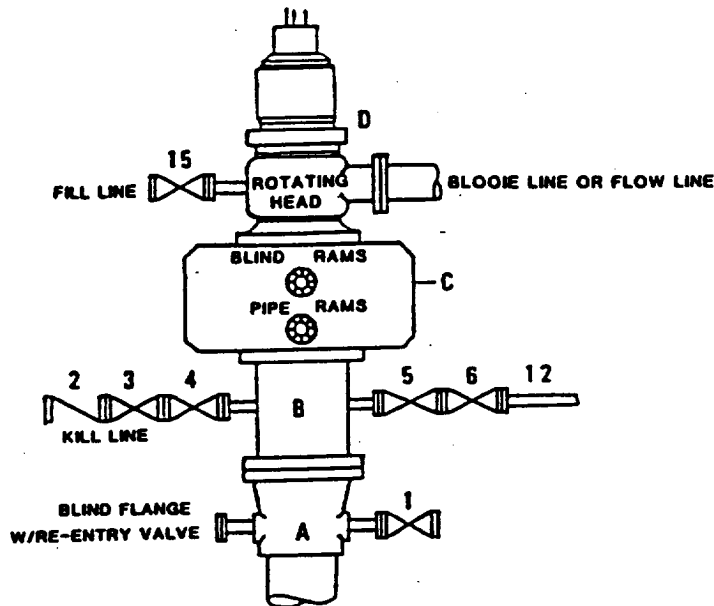 D
15
FILL LINE
ROTATING
HEAD
BLOOIE LINE OR FLOW LINE
BLIND RAMS
C
PIPE RAMS
2 3 4
5 6 12
B
KILL LINE
BLIND FLANGE
W/RE-ENTRY VALVE
1
A